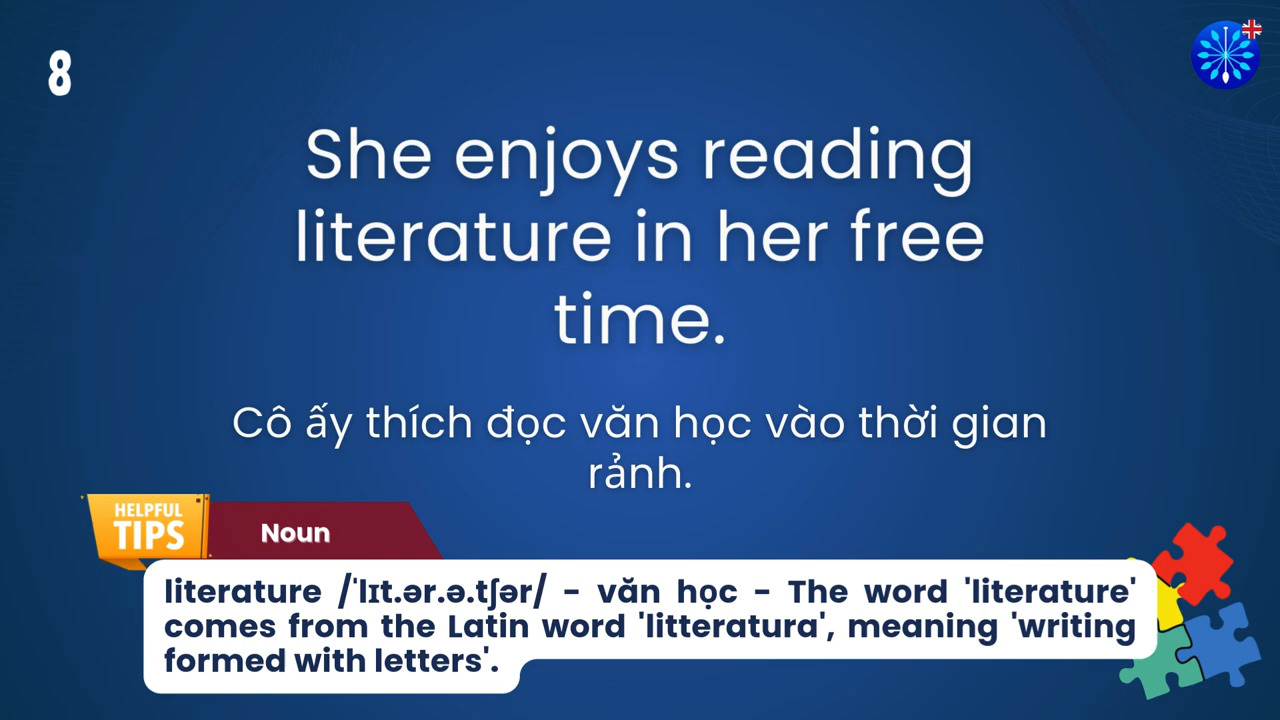 8
She enjoys reading
literature in her free
time.
Cô ấy thích đọc văn học vào thời gian
rảnh.
HELPFUL
TIPS
Noun
literature /ˈlɪt.ər.ə.tʃər/ - văn học - The word 'literature'
comes from the Latin word 'litteratura', meaning 'writing
formed with letters'.